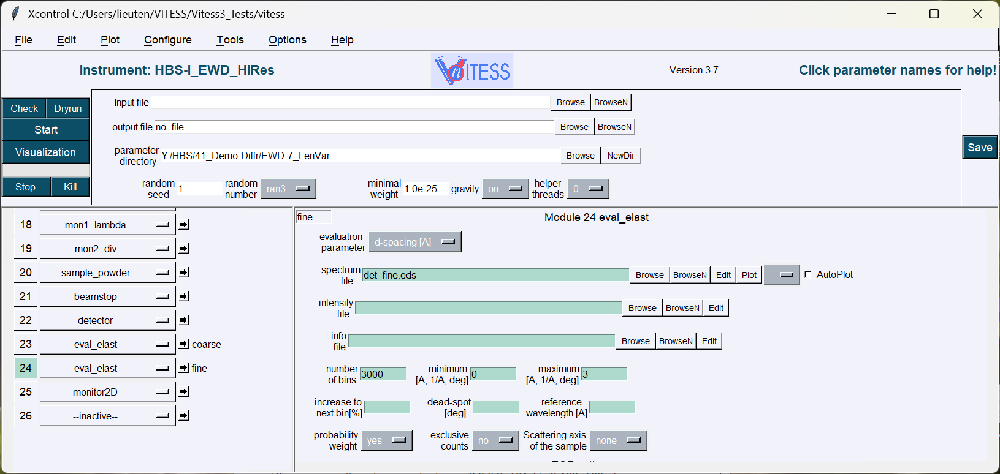 Xcontrol C:/Users/lieuten/VITESS/Vitess3_Tests/vitess
File Edit Plot Configure Tools Options Help
Instrument: HBS-I_EWD_HiRes VnITESS Version 3.7 Click parameter names for help!
Check Dryrun
Start
Visualization
Stop Kill
Input file Browse BrowseN
output file no_file Browse BrowseN
parameter directory Y:/HBS/41_Demo-Diffr/EWD-7_LenVar Browse NewDir
random seed 1 random number ran3 minimal weight 1.0e-25 gravity on helper threads 0
Save
18 mon1_lambda
19 mon2_div
20 sample_powder
21 beamstop
22 detector
23 eval_elast coarse
24 eval_elast fine
25 monitor2D
26 --inactive--
fine Module 24 eval_elast
evaluation parameter d-spacing [A]
spectrum file det_fine.eds Browse BrowseN Edit Plot AutoPlot
intensity file Browse BrowseN Edit
info file Browse BrowseN Edit
number of bins 3000 minimum [A, 1/A, deg] 0 maximum [A, 1/A, deg] 3
increase to next bin[%] dead-spot [deg] reference wavelength [A]
probability weight yes exclusive counts no Scattering axis of the sample none